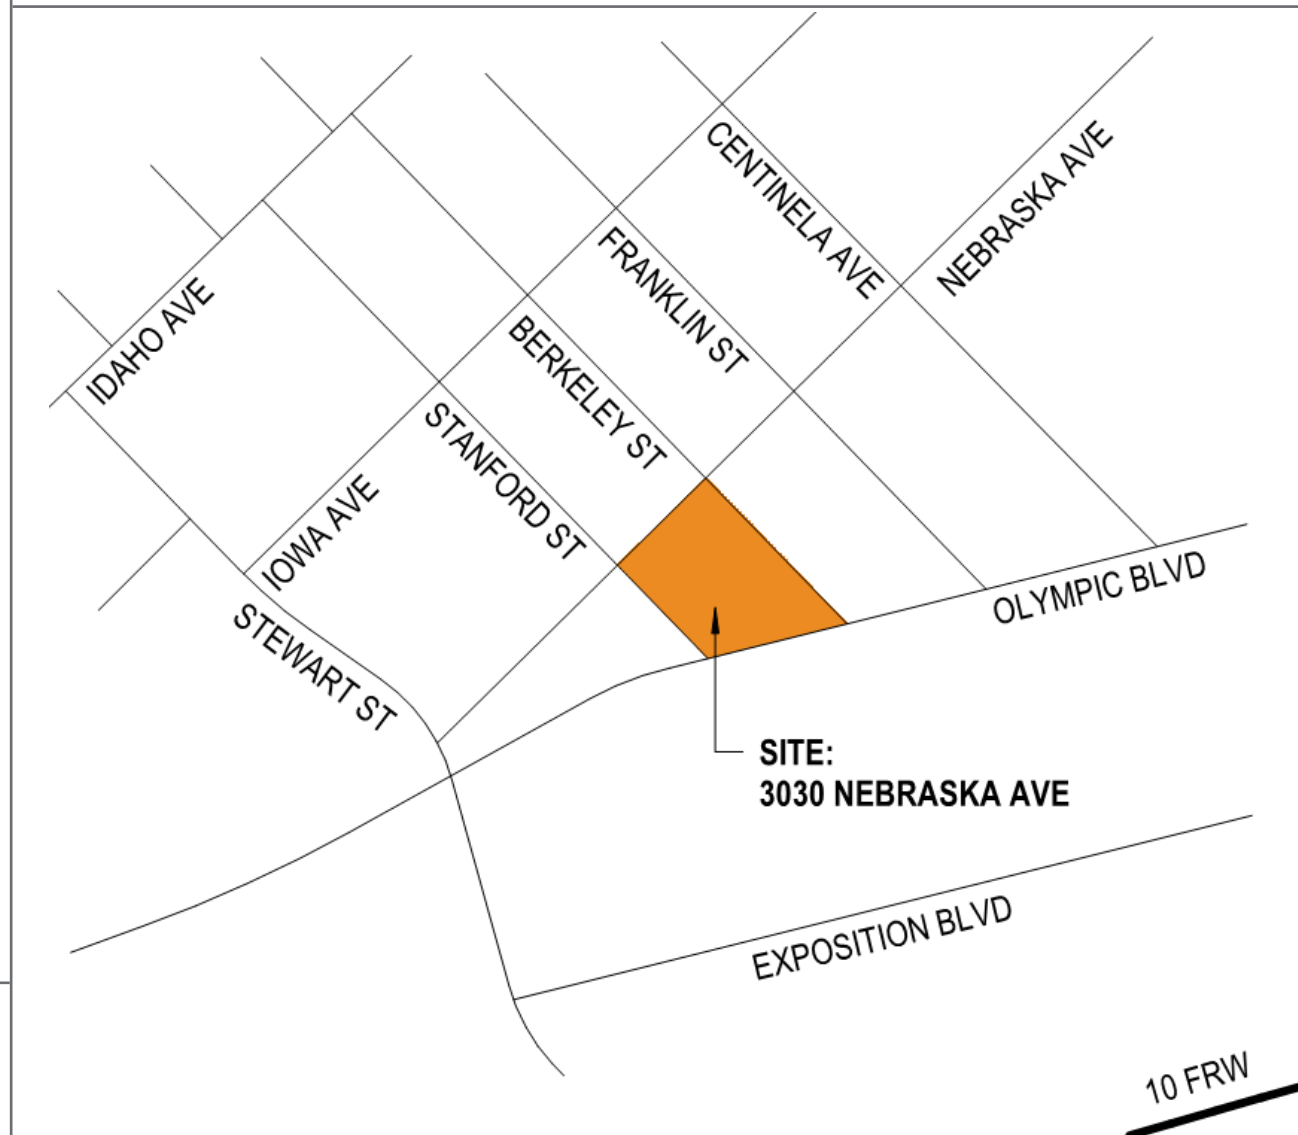 CENTINELA AVE
NEBRASKA AVE
FRANKLIN ST
IDAHO AVE
BERKELEY ST
STANFORD ST
IOWA AVE
OLYMPIC BLVD
STEWART ST
SITE:
3030 NEBRASKA AVE
EXPOSITION BLVD
10 FRW